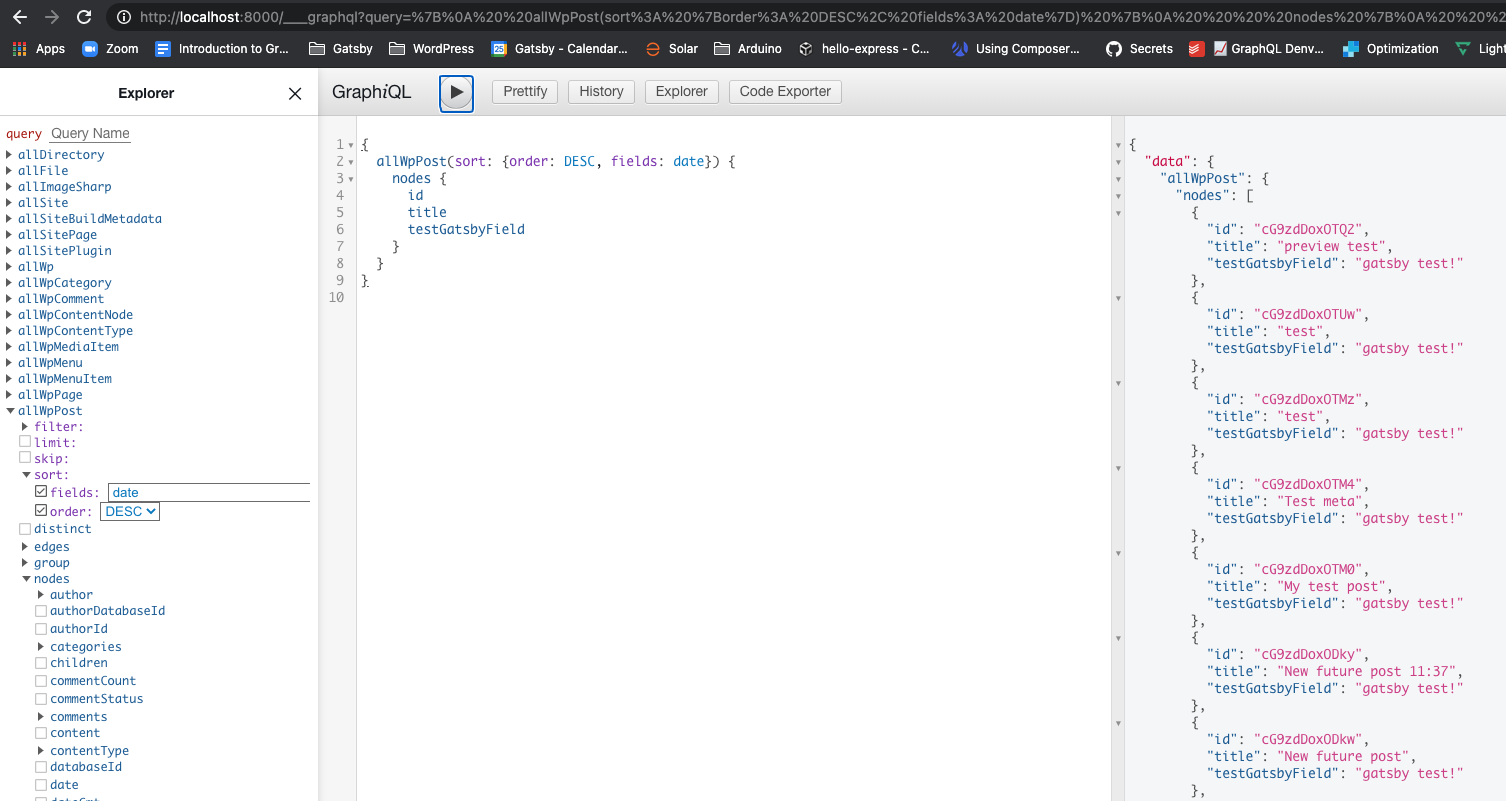 http://localhost:8000/___graphql?query=%7B%0A%20%20allWpPost(sort%3A%20%7Border%3A%20DESC%2C%20fields%3A%20date%7D)%20%7B%0A%20%20%20%20nodes%20%7B%0A%20%20%2
Apps Zoom Introduction to Gr... Gatsby WordPress Gatsby - Calendar... Solar Arduino hello-express - C... Using Composer... Secrets GraphQL Denv... Optimization Light
Explorer
GraphiQL Prettify History Explorer Code Exporter
query Query Name
allDirectory
allFile
allImageSharp
allSite
allSiteBuildMetadata
allSitePage
allSitePlugin
allWp
allWpCategory
allWpComment
allWpContentNode
allWpContentType
allWpMediaItem
allWpMenu
allWpMenuItem
allWpPage
allWpPost
filter:
limit:
skip:
sort:
fields: date
order: DESC
distinct
edges
group
nodes
author
authorDatabaseId
authorId
categories
children
commentCount
commentStatus
comments
content
contentType
databaseId
date
1 {
2 allWpPost(sort: {order: DESC, fields: date}) {
3 nodes {
4 id
5 title
6 testGatsbyField
7 }
8 }
9 }
10
{
"data": {
"allWpPost": {
"nodes": [
{
"id": "cG9zdDoxOTQ2",
"title": "preview test",
"testGatsbyField": "gatsby test!"
},
{
"id": "cG9zdDoxOTUw",
"title": "test",
"testGatsbyField": "gatsby test!"
},
{
"id": "cG9zdDoxOTMz",
"title": "test",
"testGatsbyField": "gatsby test!"
},
{
"id": "cG9zdDoxOTM4",
"title": "Test meta",
"testGatsbyField": "gatsby test!"
},
{
"id": "cG9zdDoxOTM0",
"title": "My test post",
"testGatsbyField": "gatsby test!"
},
{
"id": "cG9zdDoxODky",
"title": "New future post 11:37",
"testGatsbyField": "gatsby test!"
},
{
"id": "cG9zdDoxODkw",
"title": "New future post",
"testGatsbyField": "gatsby test!"
},